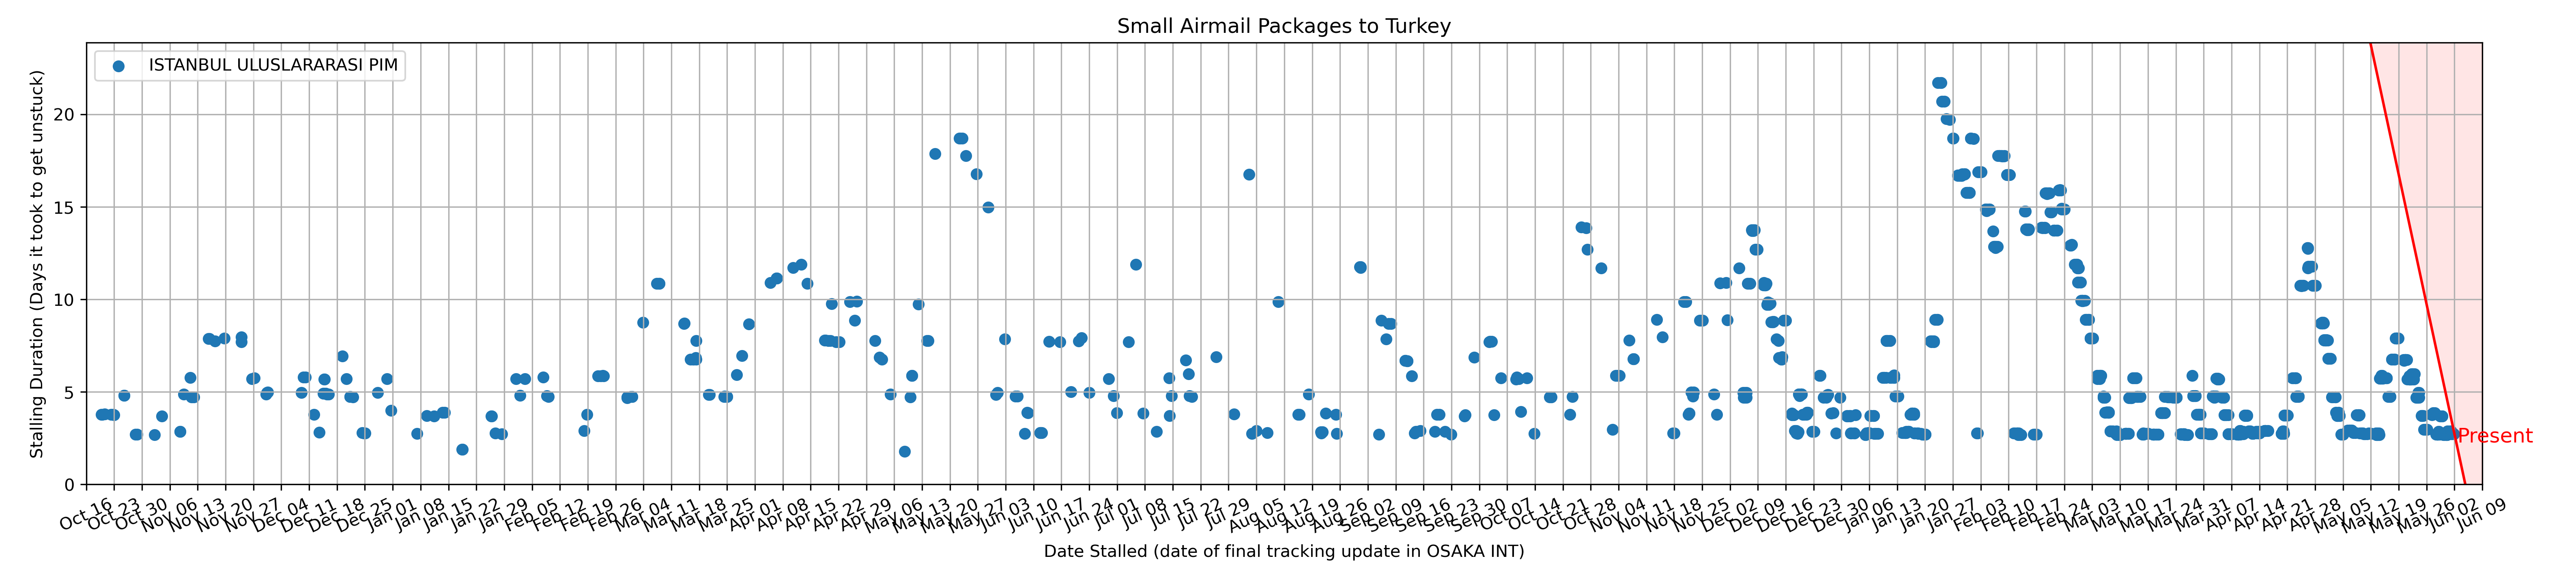 Small Airmail Packages to Turkey
ISTANBUL ULUSLARARASI PIM
Stalling Duration (Days it took to get unstuck)
20
15
10
5
0
Present
Oct 16
Oct 23
Oct 30
Nov 06
Nov 13
Nov 20
Nov 27
Dec 04
Dec 11
Dec 18
Dec 25
Jan 01
Jan 08
Jan 15
Jan 22
Jan 29
Feb 05
Feb 12
Feb 19
Feb 26
Mar 04
Mar 11
Mar 18
Mar 25
Apr 01
Apr 08
Apr 15
Apr 22
Apr 29
May 06
May 13
May 20
May 27
Jun 03
Jun 10
Jun 17
Jun 24
Jul 01
Jul 08
Jul 15
Jul 22
Jul 29
Aug 05
Aug 12
Aug 19
Aug 26
Sep 02
Sep 09
Sep 16
Sep 23
Sep 30
Oct 07
Oct 14
Oct 21
Oct 28
Nov 04
Nov 11
Nov 18
Nov 25
Dec 02
Dec 09
Dec 16
Dec 23
Dec 30
Jan 06
Jan 13
Jan 20
Jan 27
Feb 03
Feb 10
Feb 17
Feb 24
Mar 03
Mar 10
Mar 17
Mar 24
Mar 31
Apr 07
Apr 14
Apr 21
Apr 28
May 05
May 12
May 19
May 26
Jun 02
Jun 09
Date Stalled (date of final tracking update in OSAKA INT)